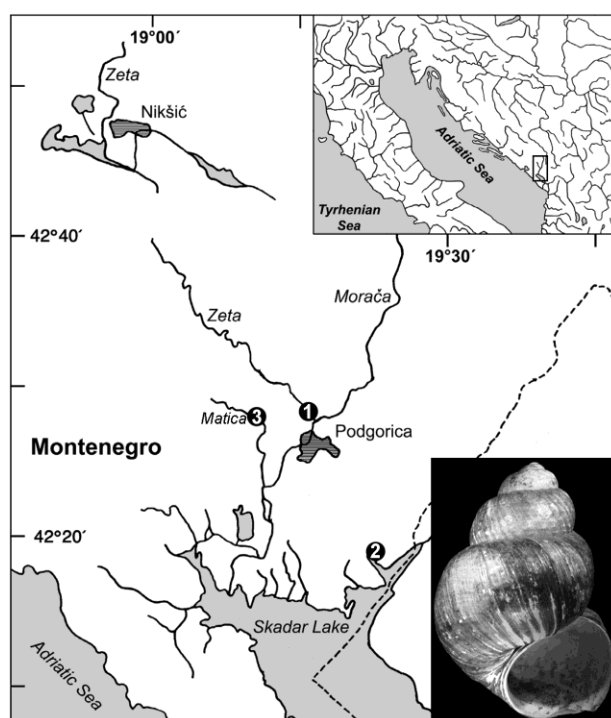 19°00´
Zeta
Nikšić
Adriatic Sea
Tyrhenian
Sea
42°40´
19°30´
Morača
Zeta
1
Matica
3
Podgorica
Montenegro
42°20´
2
Skadar Lake
Adriatic Sea